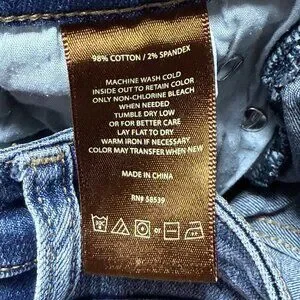 98% COTTON / 2% SPANDEX
MACHINE WASH COLD
INSIDE OUT TO RETAIN COLOR
ONLY NON-CHLORINE BLEACH
WHEN NEEDED
TUMBLE DRY LOW
OR FOR BETTER CARE
LAY FLAT TO DRY
WARM IRON IF NECESSARY
COLOR MAY TRANSFER WHEN NEW
MADE IN CHINA
RN# 58539